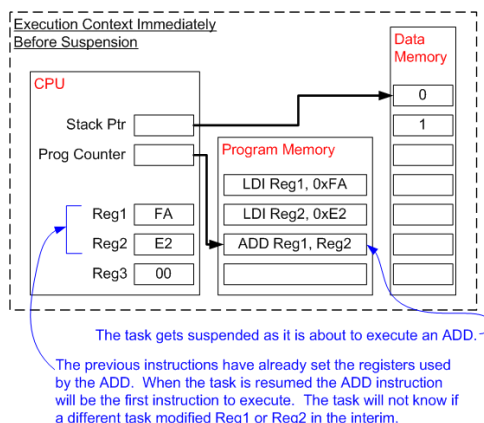 Execution Context Immediately
Before Suspension
Data
Memory
CPU
0
Stack Ptr
1
Prog Counter
Program Memory
LDI Reg1, 0xFA
Reg1 FA
LDI Reg2, 0xE2
Reg2 E2
ADD Reg1, Reg2
Reg3 00
The task gets suspended as it is about to execute an ADD.
The previous instructions have already set the registers used
by the ADD. When the task is resumed the ADD instruction
will be the first instruction to execute. The task will not know if
a different task modified Reg1 or Reg2 in the interim.